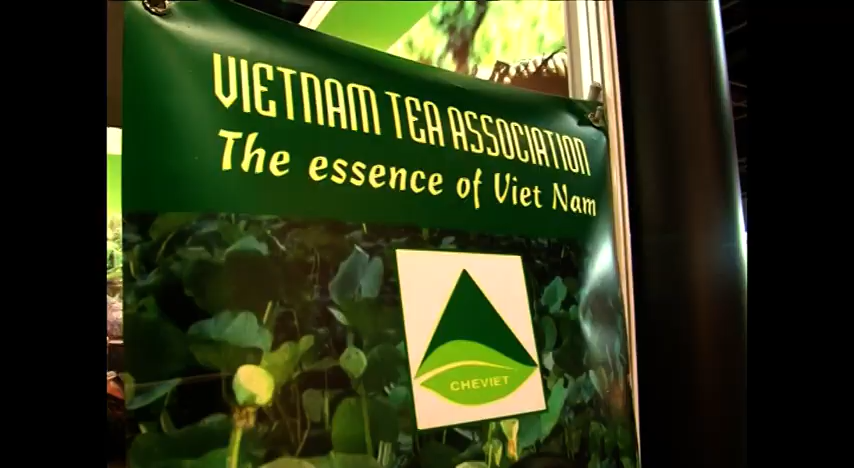 VIETNAM TEA ASSOCIATION
The essence of Viet Nam
CHEVIET